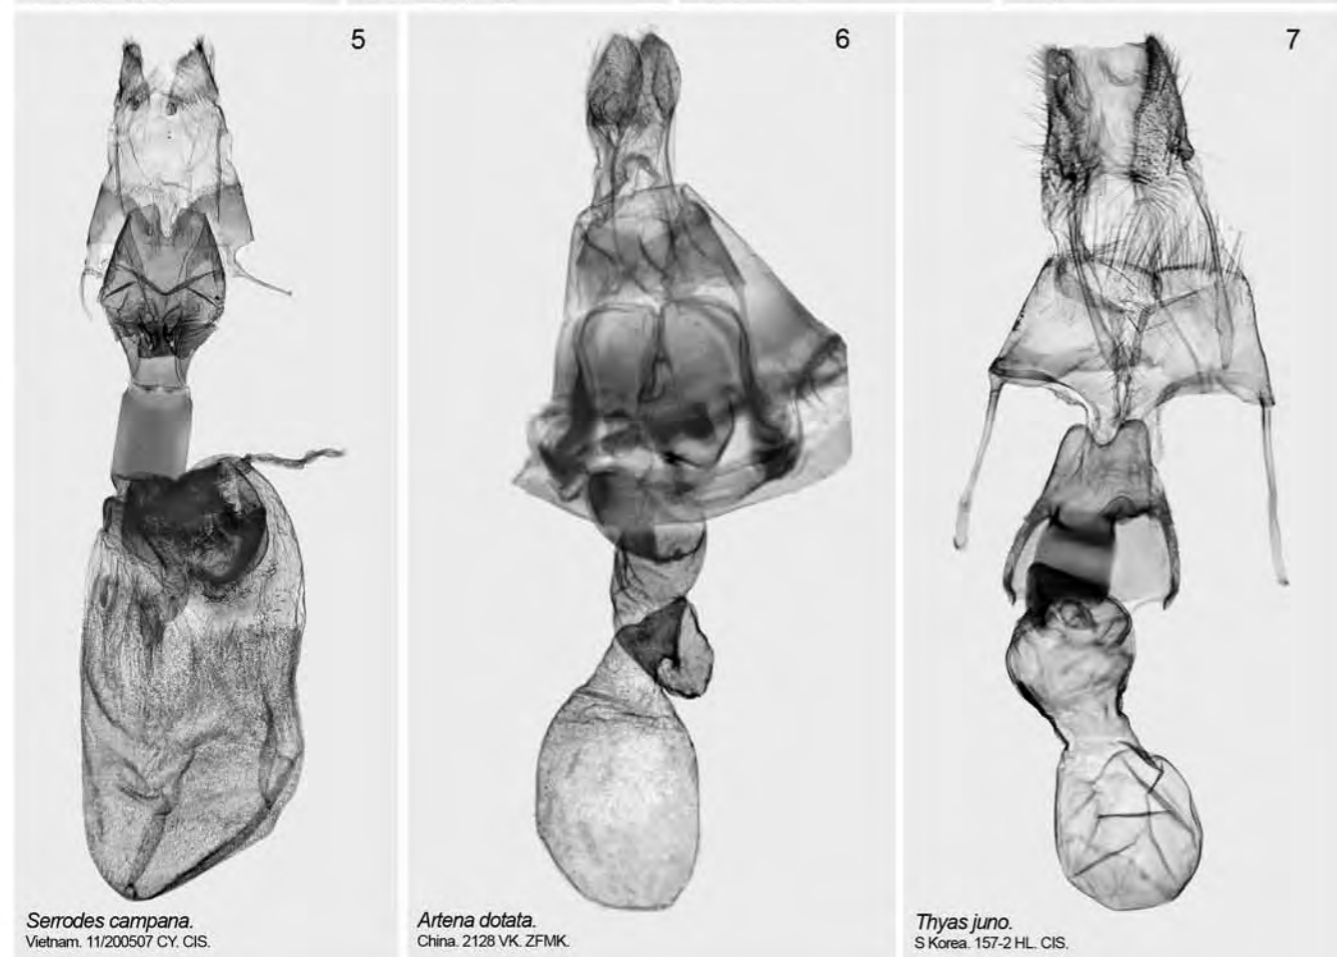 5
6
7
Serrodes campana.
Vietnam. 11/200507 CY. CIS.
Artena dotata.
China. 2128 VK. ZFMK.
Thyas juno.
S Korea. 157-2 HL. CIS.